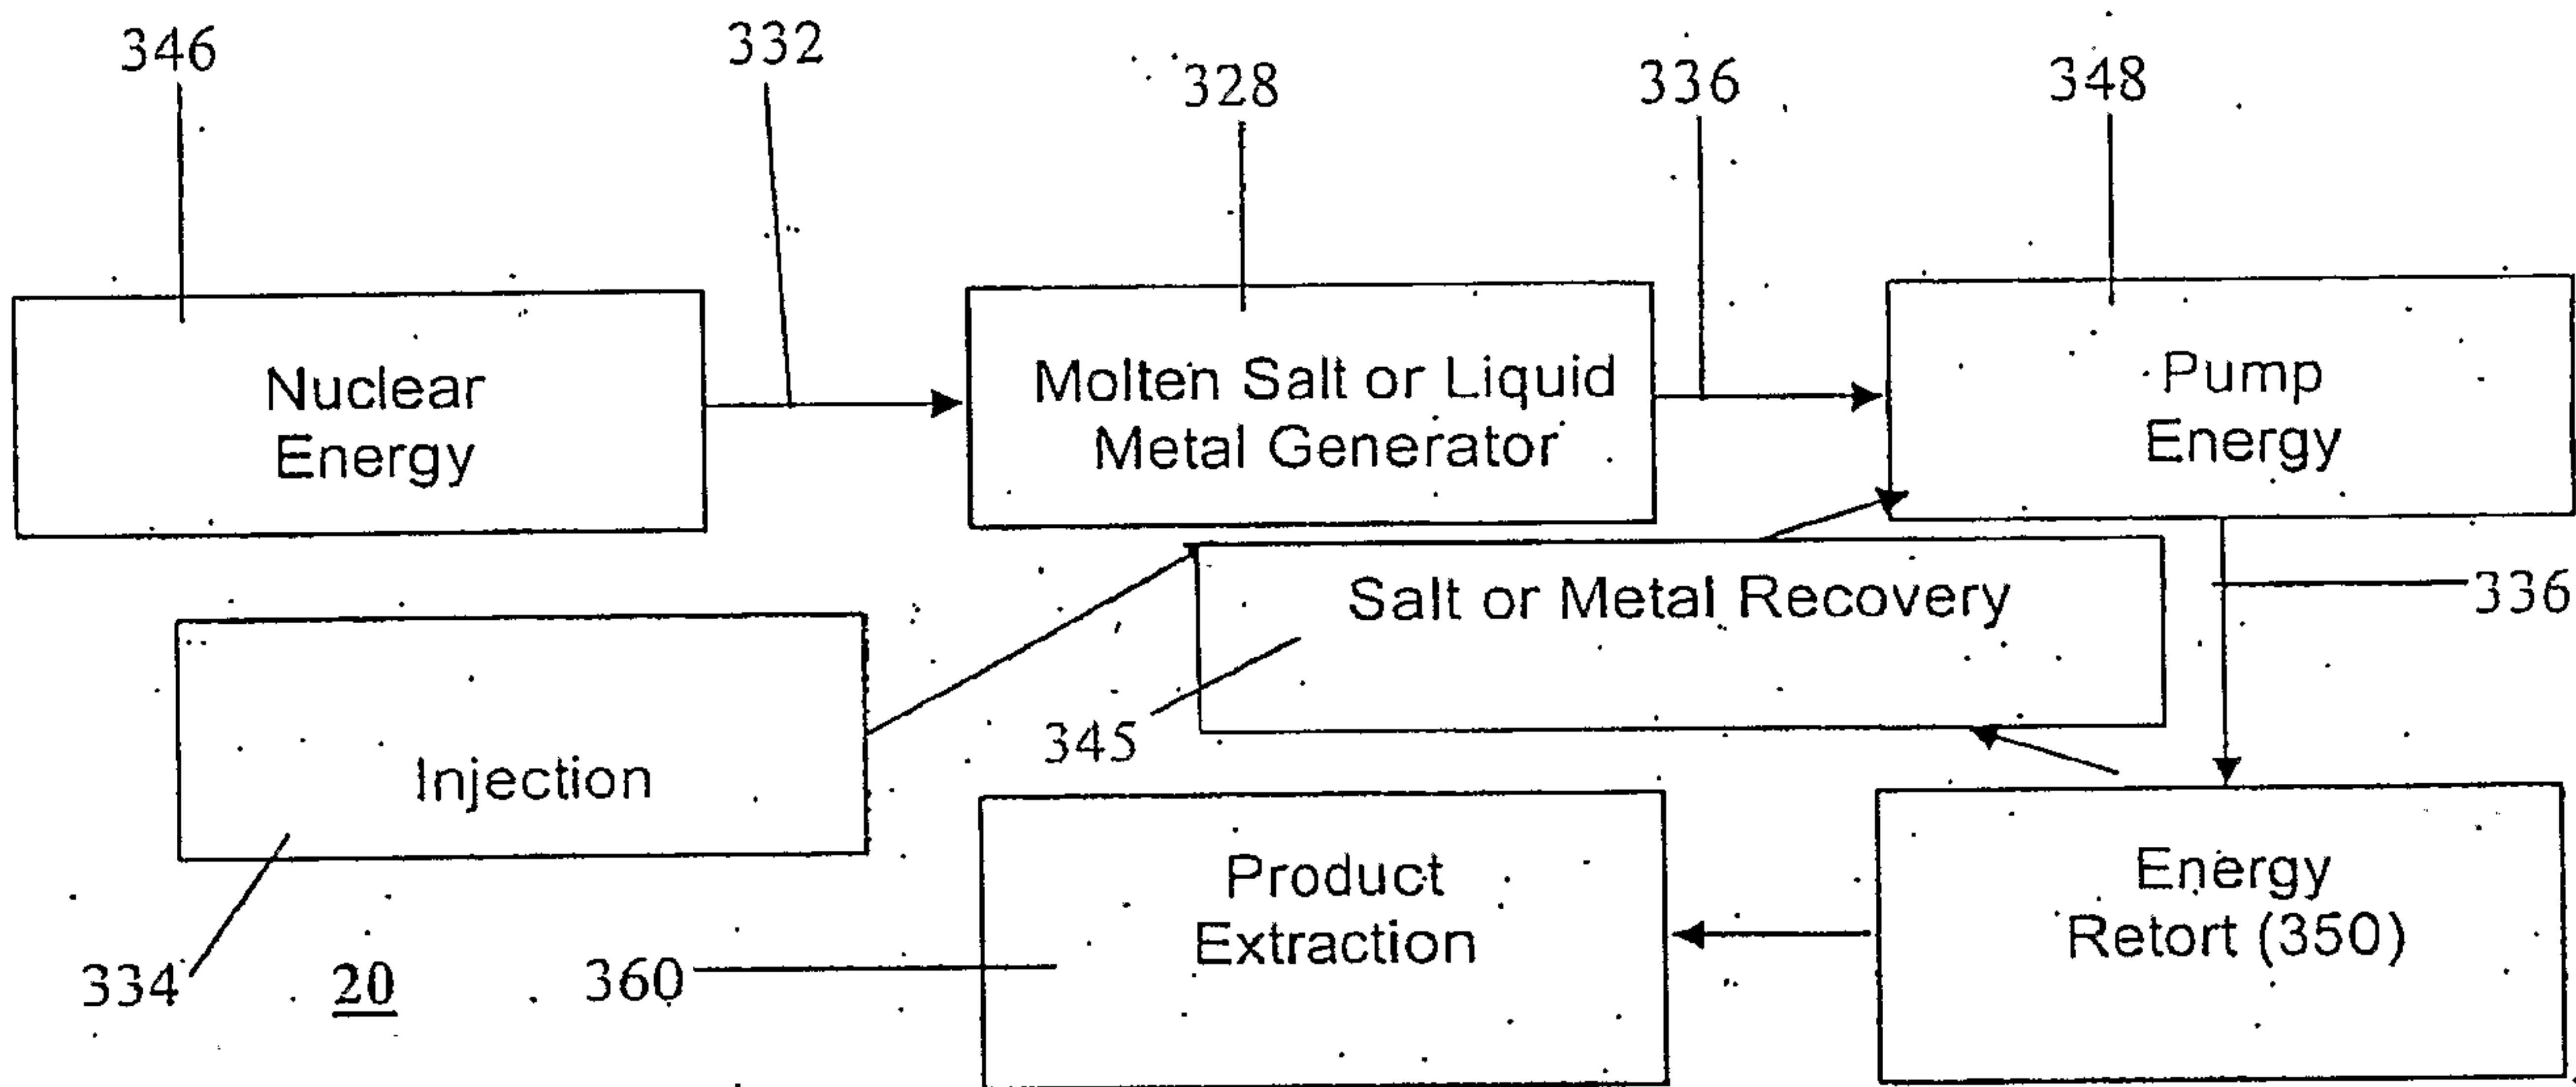 346
332
328
336
348
Nuclear
Energy
Molten Salt or Liquid
Metal Generator
Pump
Energy
Salt or Metal Recovery
336
345
Injection
Product
Extraction
Energy
Retort (350)
334
20
360